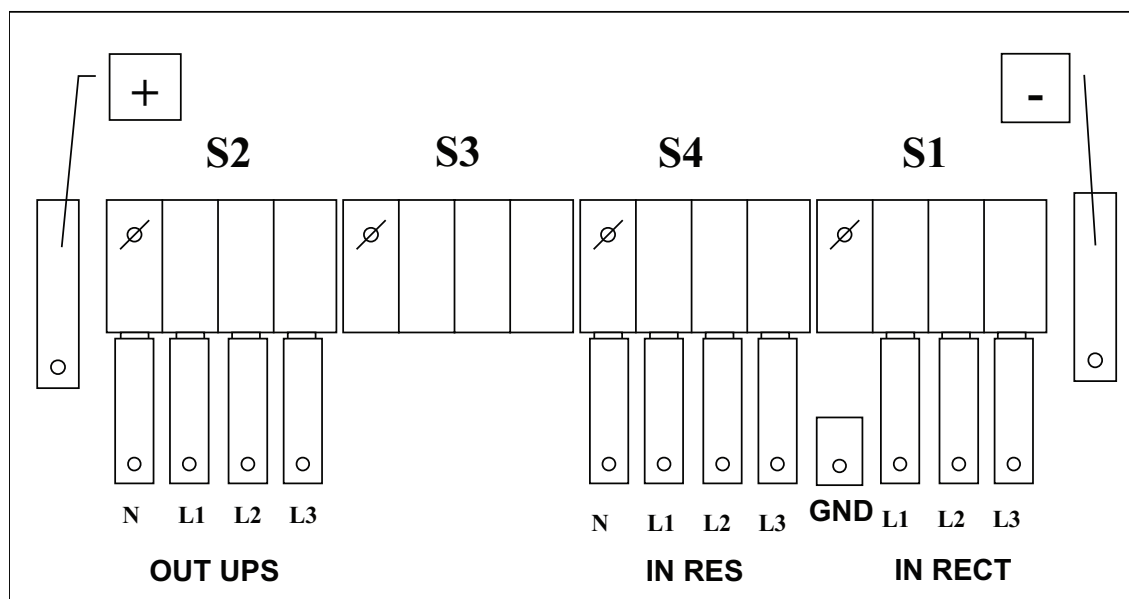 + -
S2 S3 S4 S1
N L1 L2 L3 N L1 L2 L3 GND L1 L2 L3
OUT UPS IN RES IN RECT